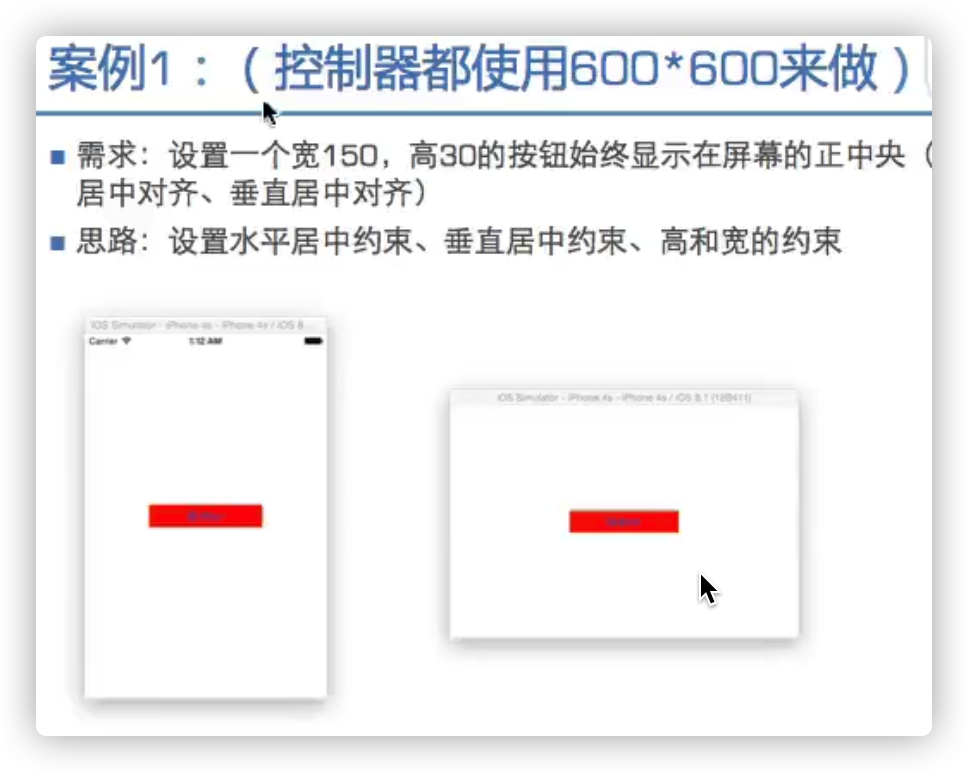 案例1：（控制器都使用600*600来做）
需求：设置一个宽150，高30的按钮始终显示在屏幕的正中央（
居中对齐、垂直居中对齐）
思路：设置水平居中约束、垂直居中约束、高和宽的约束
iOS Simulator - iPhone 4s - iPhone 4s / iOS 8...
Carrier 1:12 AM
iOS Simulator - iPhone 4s - iPhone 4s / iOS 8.1 (12B411)